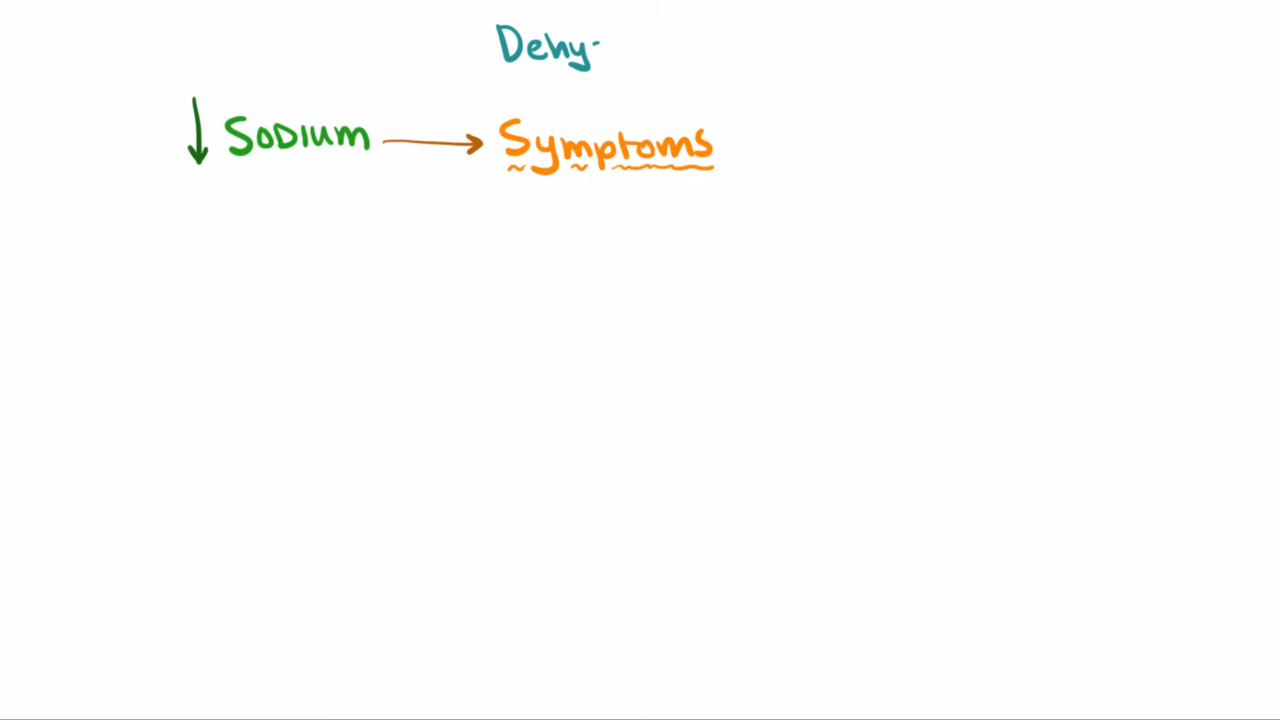 Dehy-
↓ Sodium → Symptoms